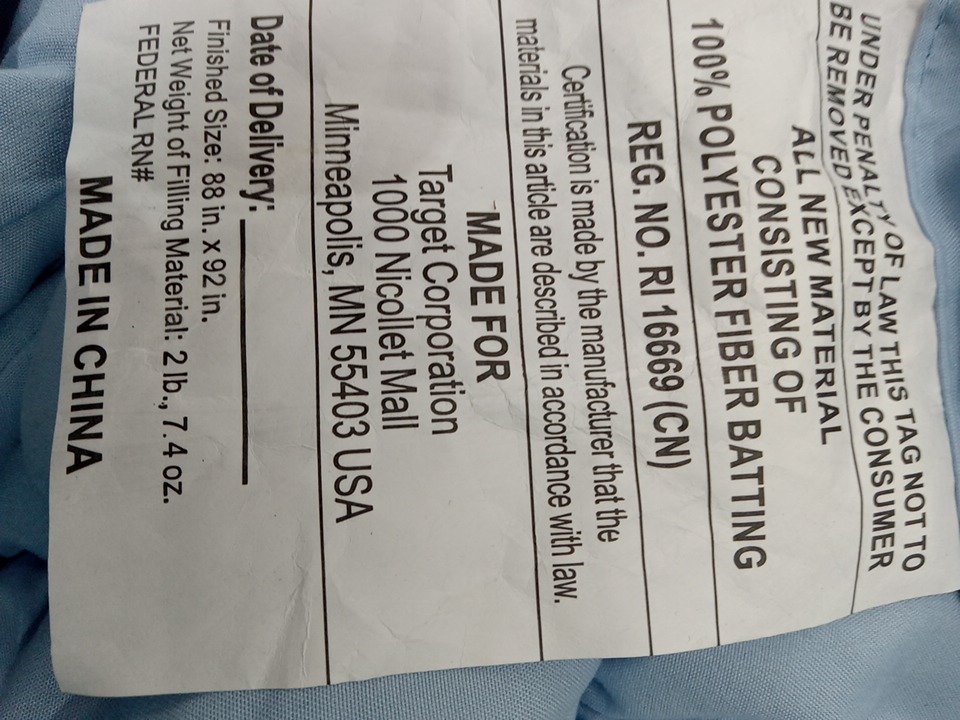 UNDER PENALTY OF LAW THIS TAG NOT TO
BE REMOVED EXCEPT BY THE CONSUMER
ALL NEW MATERIAL
CONSISTING OF
100% POLYESTER FIBER BATTING
REG. NO. RI 16669 (CN)
Certification is made by the manufacturer that the
materials in this article are described in accordance with law.
MADE FOR
Target Corporation
1000 Nicollet Mall
Minneapolis, MN 55403 USA
Date of Delivery:
Finished Size: 88 in. x 92 in.
Net Weight of Filling Material: 2 lb., 7.4 oz.
FEDERAL RN#
MADE IN CHINA